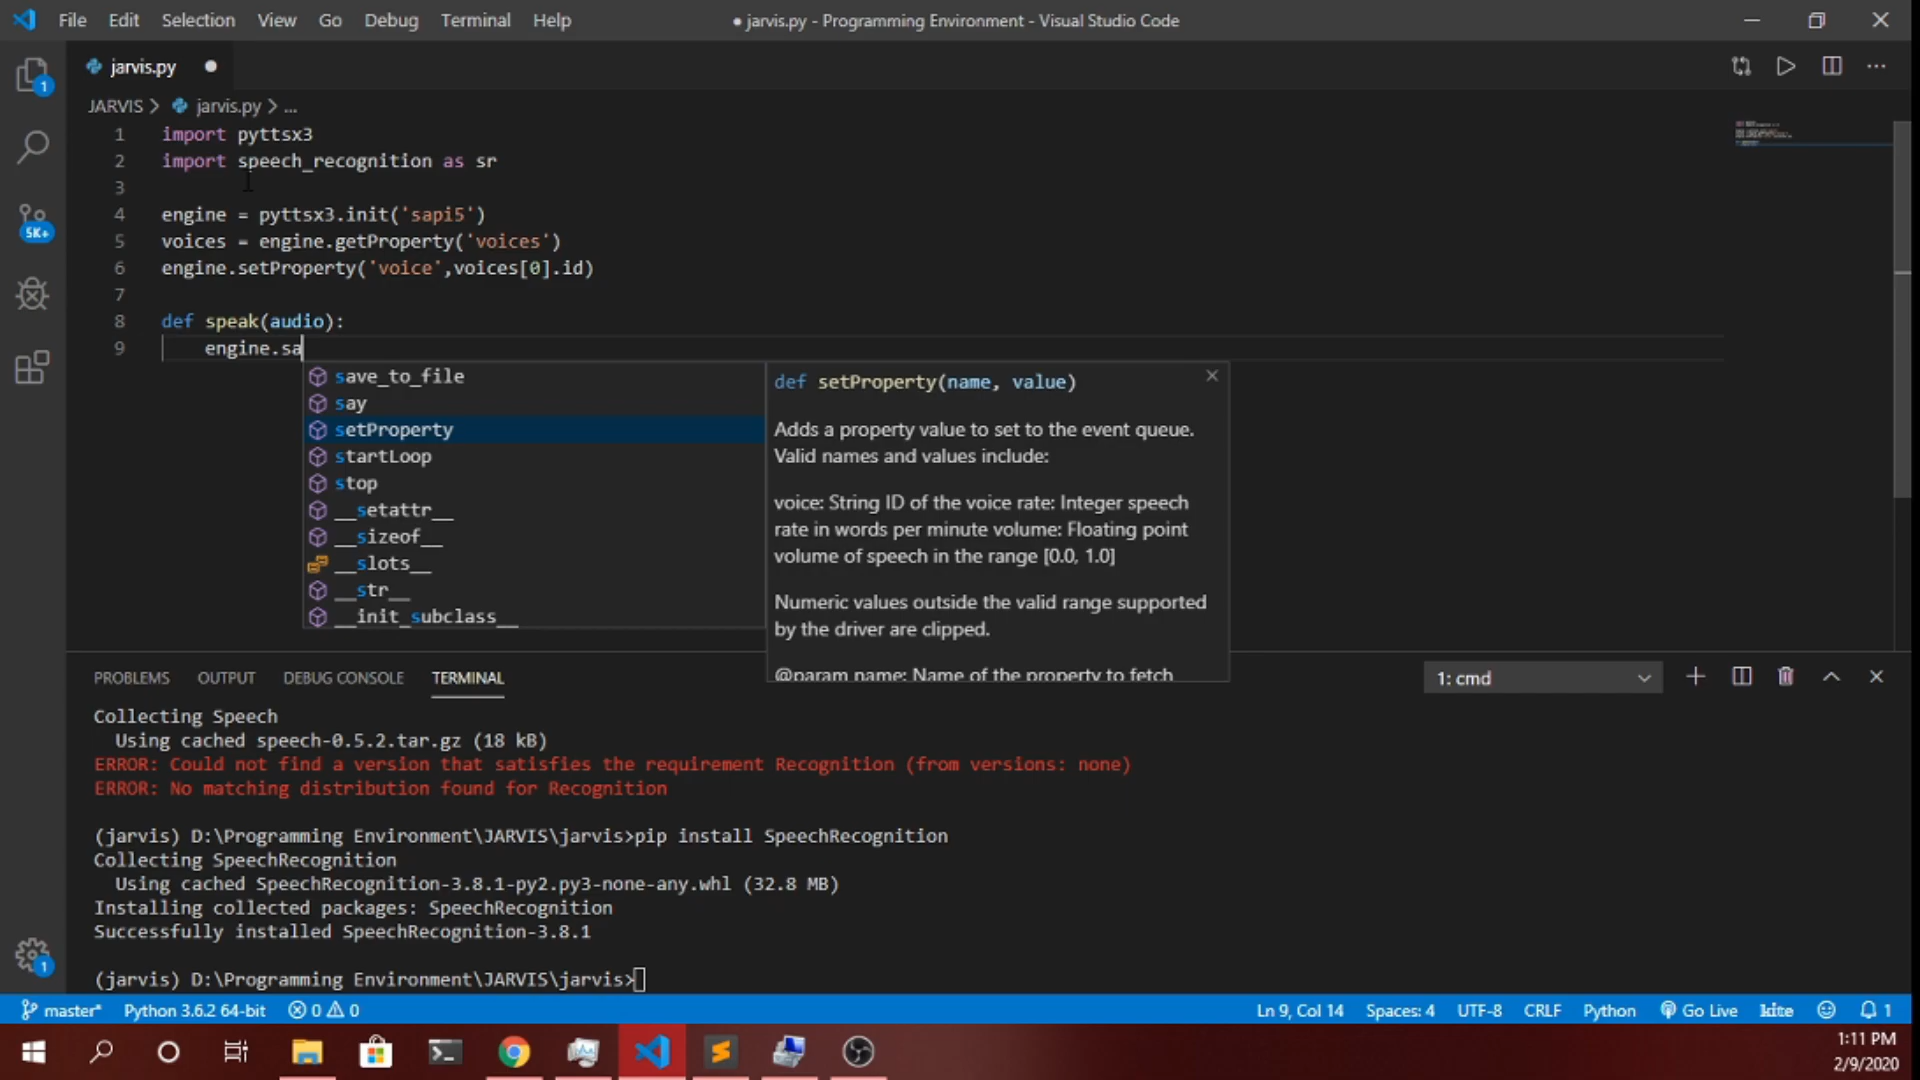 File Edit Selection View Go Debug Terminal Help
● jarvis.py - Programming Environment - Visual Studio Code
jarvis.py
JARVIS > jarvis.py > ...
1 import pyttsx3
2 import speech_recognition as sr
3
4 engine = pyttsx3.init('sapi5')
5 voices = engine.getProperty('voices')
6 engine.setProperty('voice',voices[0].id)
7
8 def speak(audio):
9 engine.sa
save_to_file
say
setProperty
startLoop
stop
__setattr__
__sizeof__
__slots__
__str__
__init_subclass__
def setProperty(name, value)
Adds a property value to set to the event queue.
Valid names and values include:
voice: String ID of the voice rate: Integer speech
rate in words per minute volume: Floating point
volume of speech in the range [0.0, 1.0]
Numeric values outside the valid range supported
by the driver are clipped.
@param name: Name of the property to fetch
1
5K+
1
PROBLEMS OUTPUT DEBUG CONSOLE TERMINAL
1: cmd
Collecting Speech
Using cached speech-0.5.2.tar.gz (18 kB)
ERROR: Could not find a version that satisfies the requirement Recognition (from versions: none)
ERROR: No matching distribution found for Recognition
(jarvis) D:\Programming Environment\JARVIS\jarvis>pip install SpeechRecognition
Collecting SpeechRecognition
Using cached SpeechRecognition-3.8.1-py2.py3-none-any.whl (32.8 MB)
Installing collected packages: SpeechRecognition
Successfully installed SpeechRecognition-3.8.1
(jarvis) D:\Programming Environment\JARVIS\jarvis>
master* Python 3.6.2 64-bit 0 0
Ln 9, Col 14 Spaces: 4 UTF-8 CRLF Python Go Live kite 1
1:11 PM
2/9/2020